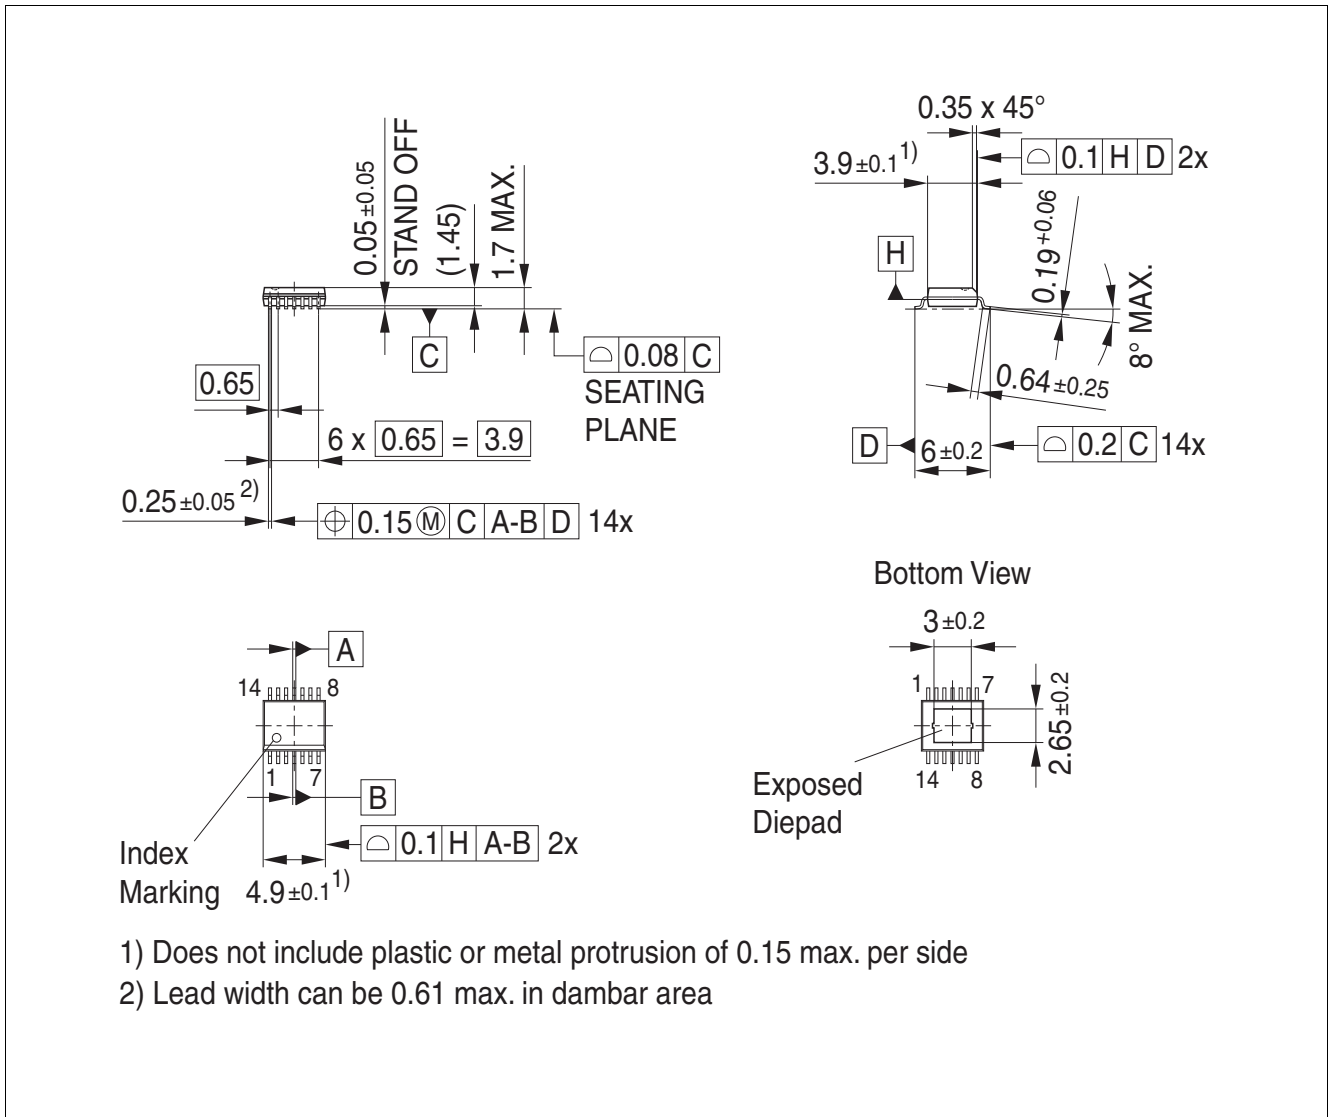 0.05±0.05
STAND OFF
(1.45)
1.7 MAX.
C
0.08 C
SEATING
PLANE
0.65
6 x 0.65 = 3.9
0.25±0.05 2)
0.15 Ⓜ C A-B D 14x
0.35 x 45°
3.9±0.1 1)
0.1 H D 2x
H
0.19 +0.06
8° MAX.
0.64±0.25
D
6±0.2
0.2 C 14x
A
14 8
1 7
B
0.1 H A-B 2x
Index
Marking
4.9±0.1 1)
Bottom View
3±0.2
1 7
2.65±0.2
14 8
Exposed
Diepad
1) Does not include plastic or metal protrusion of 0.15 max. per side
2) Lead width can be 0.61 max. in dambar area